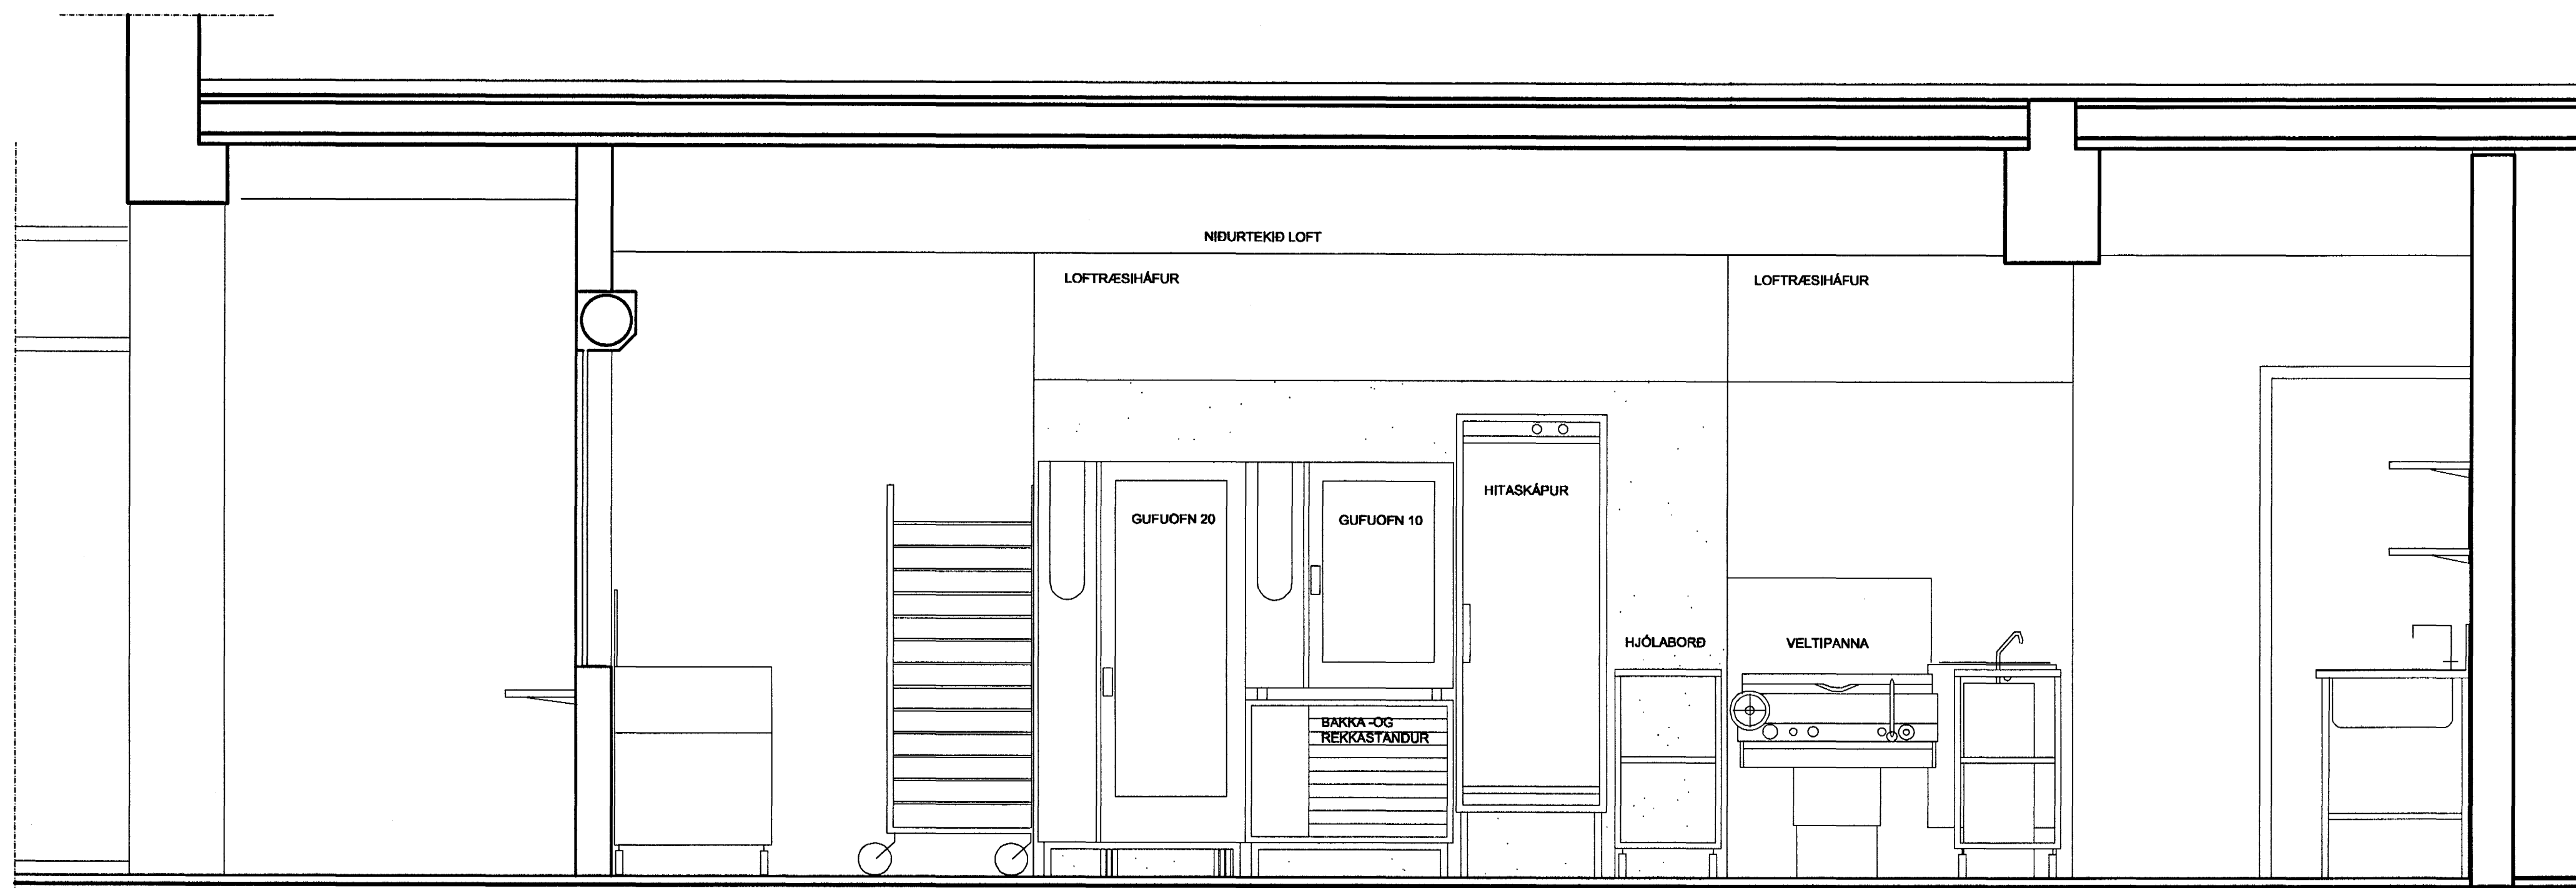 NIÐURTEKIÐ LOFT
LOFTRÆSIHÁFUR
LOFTRÆSIHÁFUR
HITASKÁPUR
GUFUOFN 20
GUFUOFN 10
HJÓLABORÐ
VELTIPANNA
BAKKA -OG
REKKASTANDUR